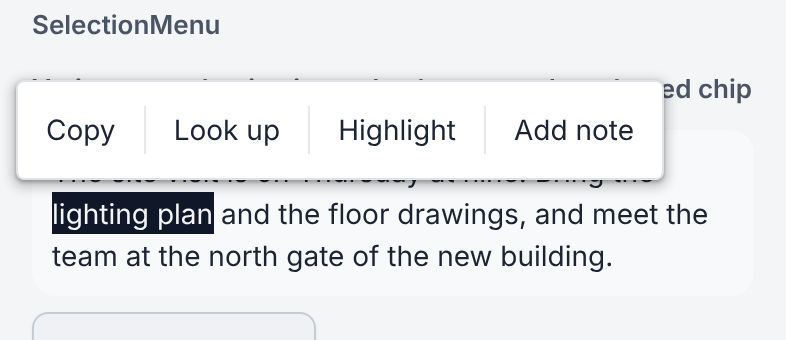 SelectionMenu
ed chip
Copy
Look up
Highlight
Add note
lighting plan and the floor drawings, and meet the
team at the north gate of the new building.